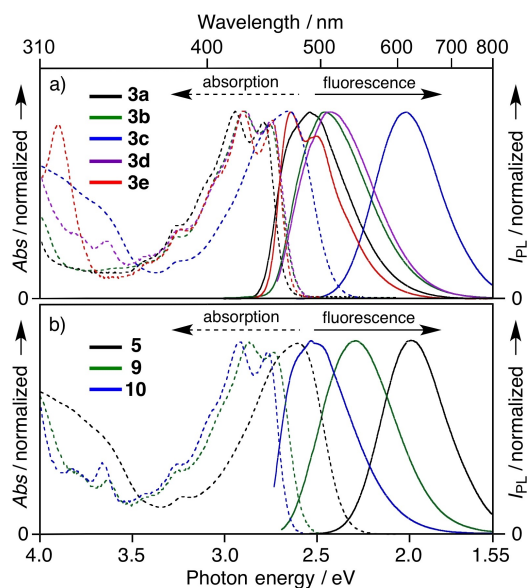 Wavelength / nm
310 400 500 600 700 800
a) absorption fluorescence
3a
3b
3c
3d
3e
Abs / normalized
I PL / normalized
0 0
b) absorption fluorescence
5
9
10
Abs / normalized
I PL / normalized
0 0
4.0 3.5 3.0 2.5 2.0 1.55
Photon energy / eV